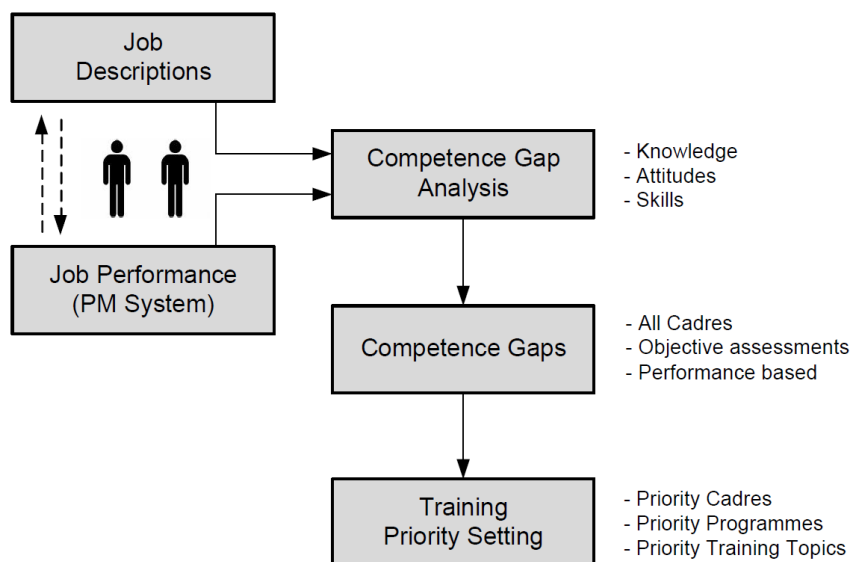 Job
Descriptions
Job Performance
(PM System)
Competence Gap
Analysis
- Knowledge
- Attitudes
- Skills
Competence Gaps
- All Cadres
- Objective assessments
- Performance based
Training
Priority Setting
- Priority Cadres
- Priority Programmes
- Priority Training Topics